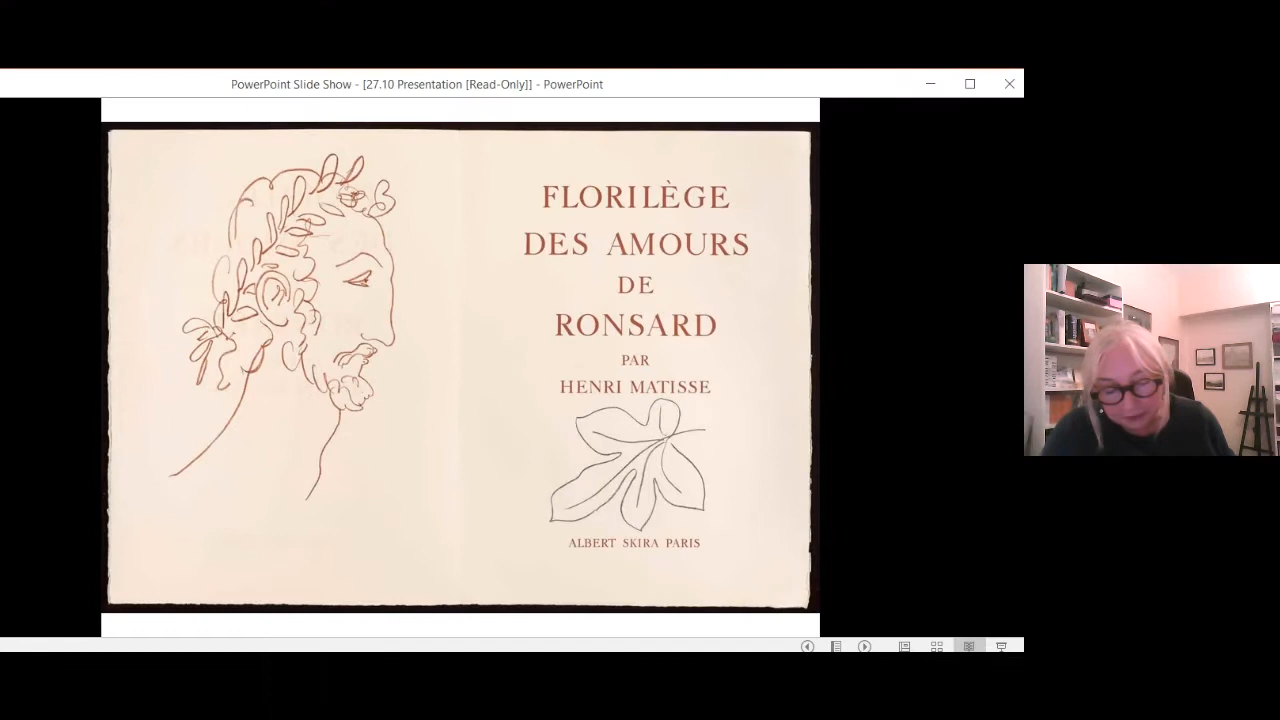 PowerPoint Slide Show - [27.10 Presentation [Read-Only]] - PowerPoint
FLORILÈGE
DES AMOURS
DE
RONSARD
PAR
HENRI MATISSE
ALBERT SKIRA PARIS